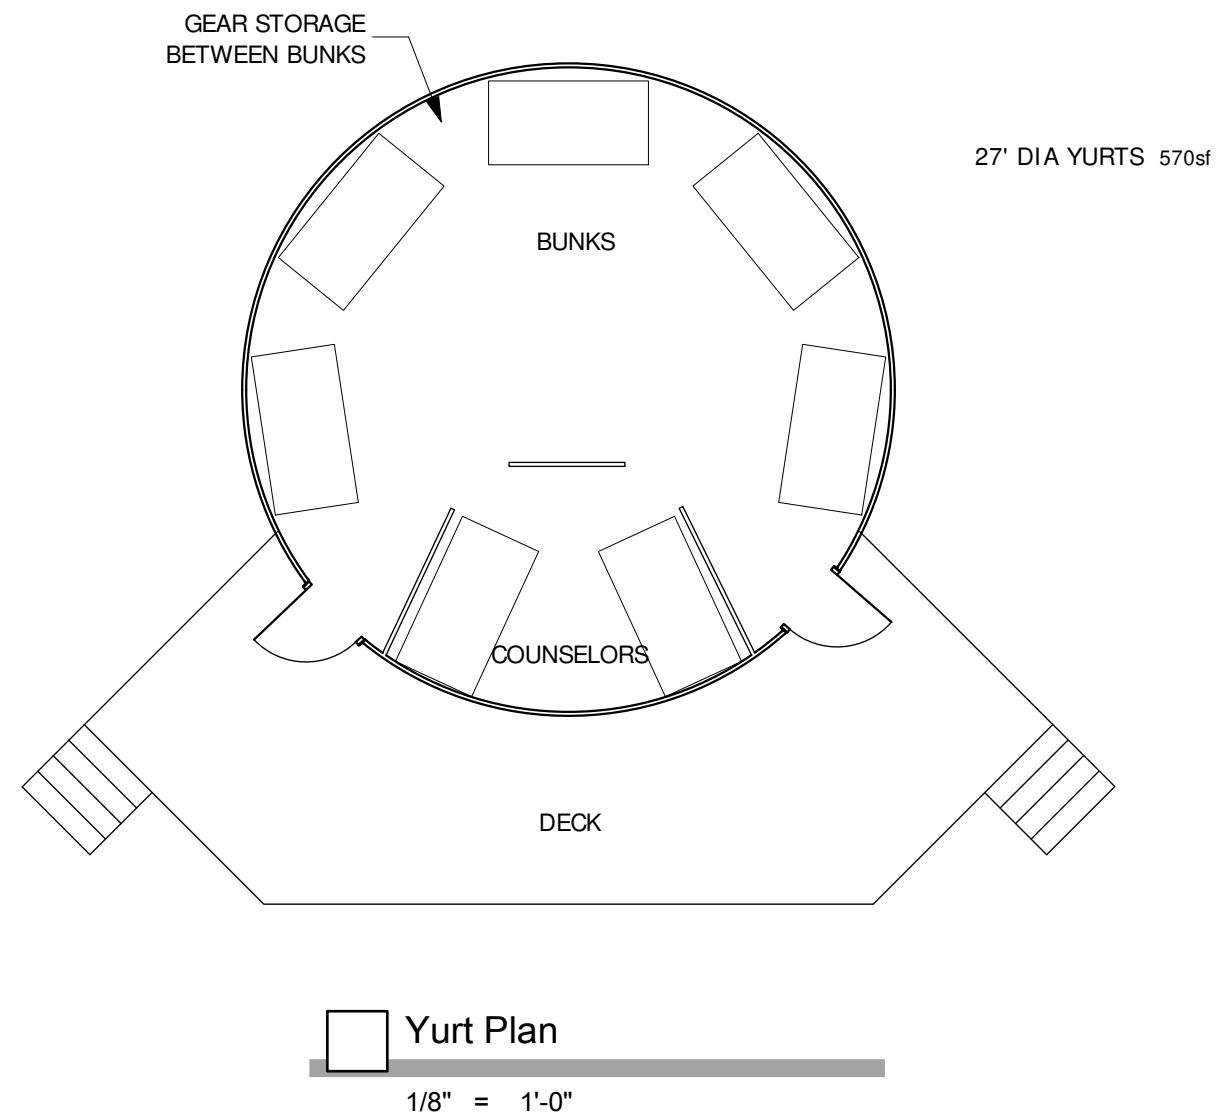 GEAR STORAGE
BETWEEN BUNKS
27' DIA YURTS 570sf
BUNKS
COUNSELORS
DECK
Yurt Plan
1/8" = 1'-0"